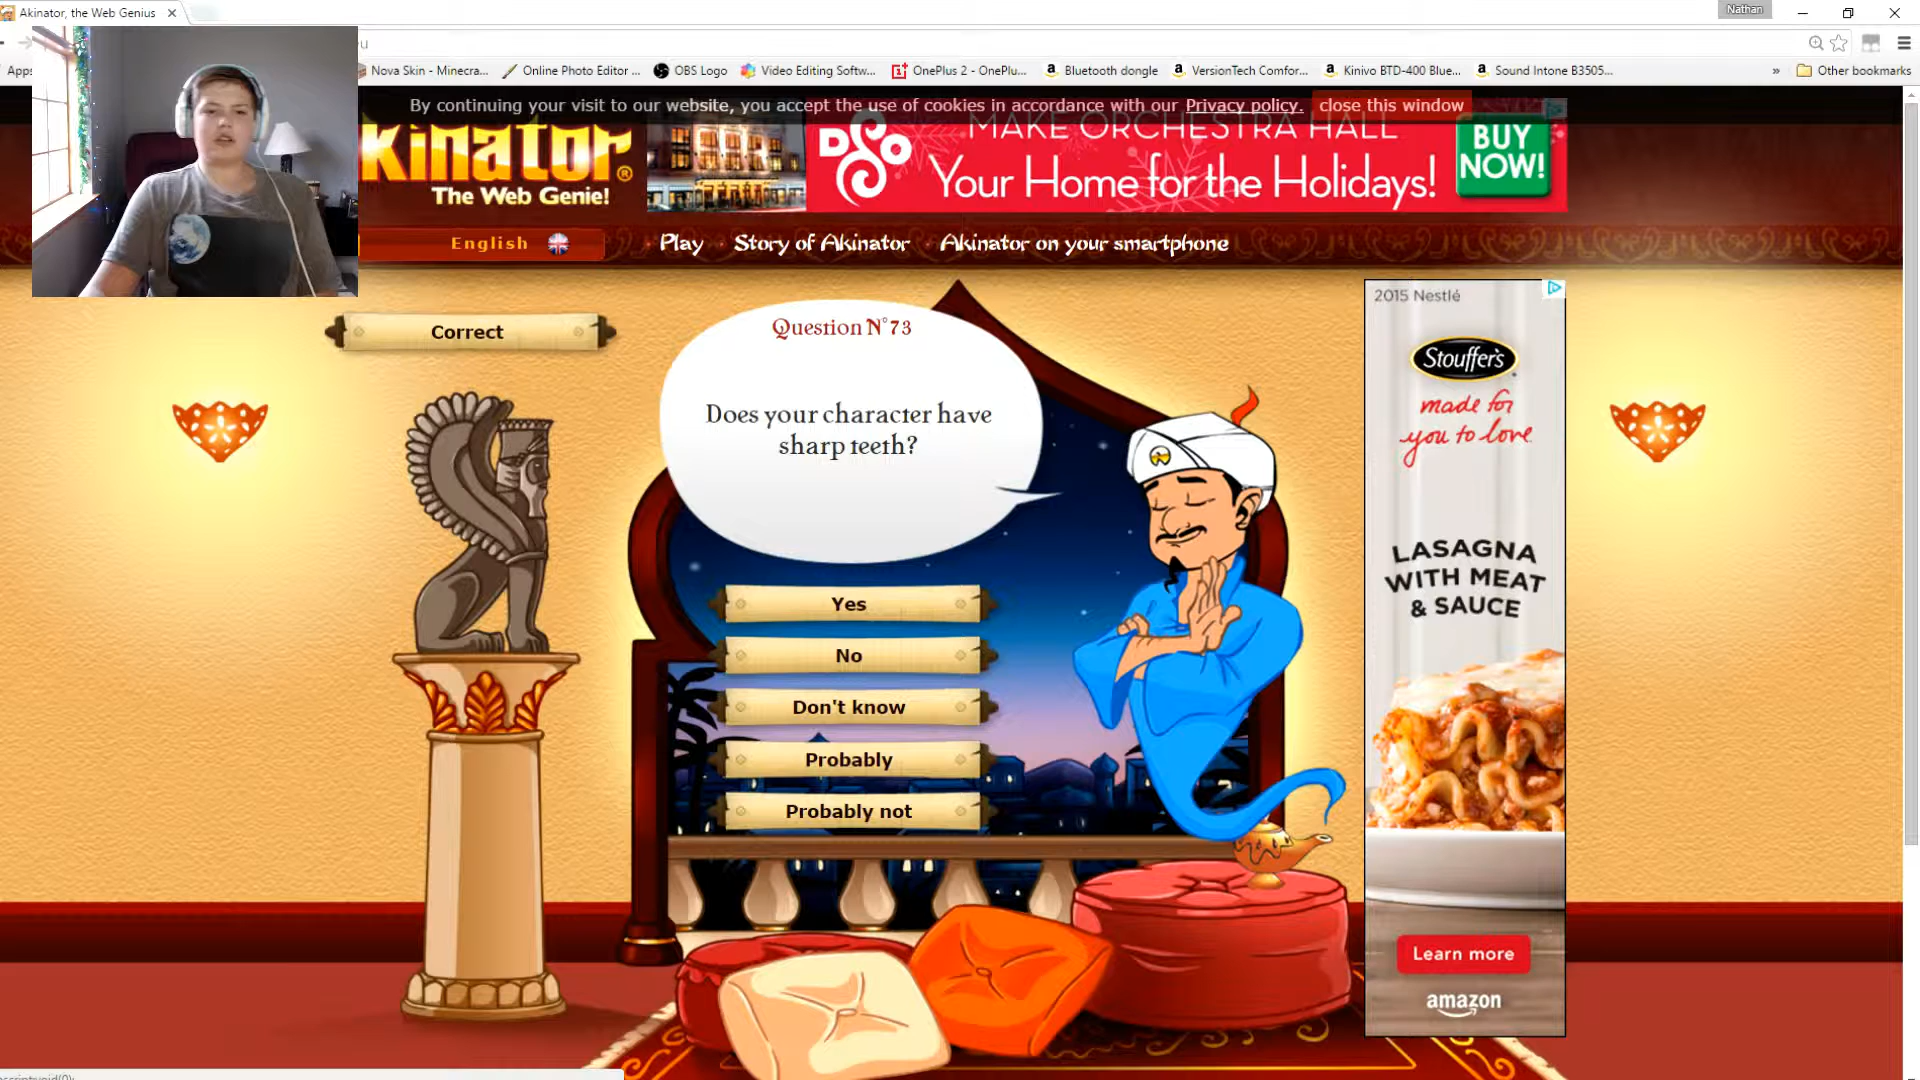 Akinator, the Web Genius
Nathan
Apps
Nova Skin - Minecra...
Online Photo Editor ...
OBS Logo
Video Editing Softw...
OnePlus 2 - OnePlu...
Bluetooth dongle
VersionTech Comfor...
Kinivo BTD-400 Blue...
Sound Intone B3505...
»
Other bookmarks
By continuing your visit to our website, you accept the use of cookies in accordance with our Privacy policy. close this window
kinator®
The Web Genie!
DSO
MAKE ORCHESTRA HALL
Your Home for the Holidays!
BUY
NOW!
English
Play
Story of Akinator
Akinator on your smartphone
Correct
Question N°73
Does your character have
sharp teeth?
Yes
No
Don't know
Probably
Probably not
2015 Nestlé
Stouffer's
made for
you to love
LASAGNA
WITH MEAT
& SAUCE
Learn more
amazon